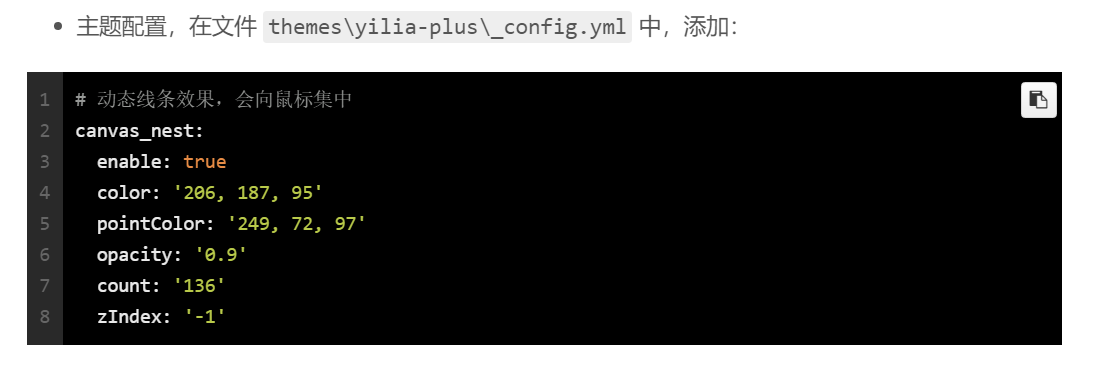 主题配置，在文件 themes\yilia-plus\_config.yml 中，添加：
1 # 动态线条效果，会向鼠标集中
2 canvas_nest:
3   enable: true
4   color: '206, 187, 95'
5   pointColor: '249, 72, 97'
6   opacity: '0.9'
7   count: '136'
8   zIndex: '-1'